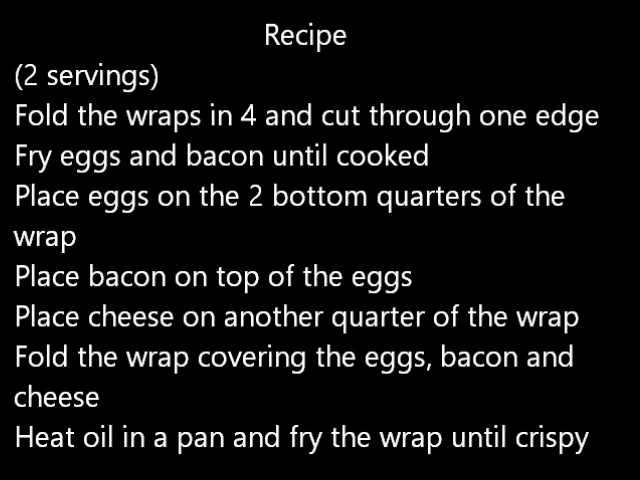 Recipe
(2 servings)
Fold the wraps in 4 and cut through one edge
Fry eggs and bacon until cooked
Place eggs on the 2 bottom quarters of the
wrap
Place bacon on top of the eggs
Place cheese on another quarter of the wrap
Fold the wrap covering the eggs, bacon and
cheese
Heat oil in a pan and fry the wrap until crispy